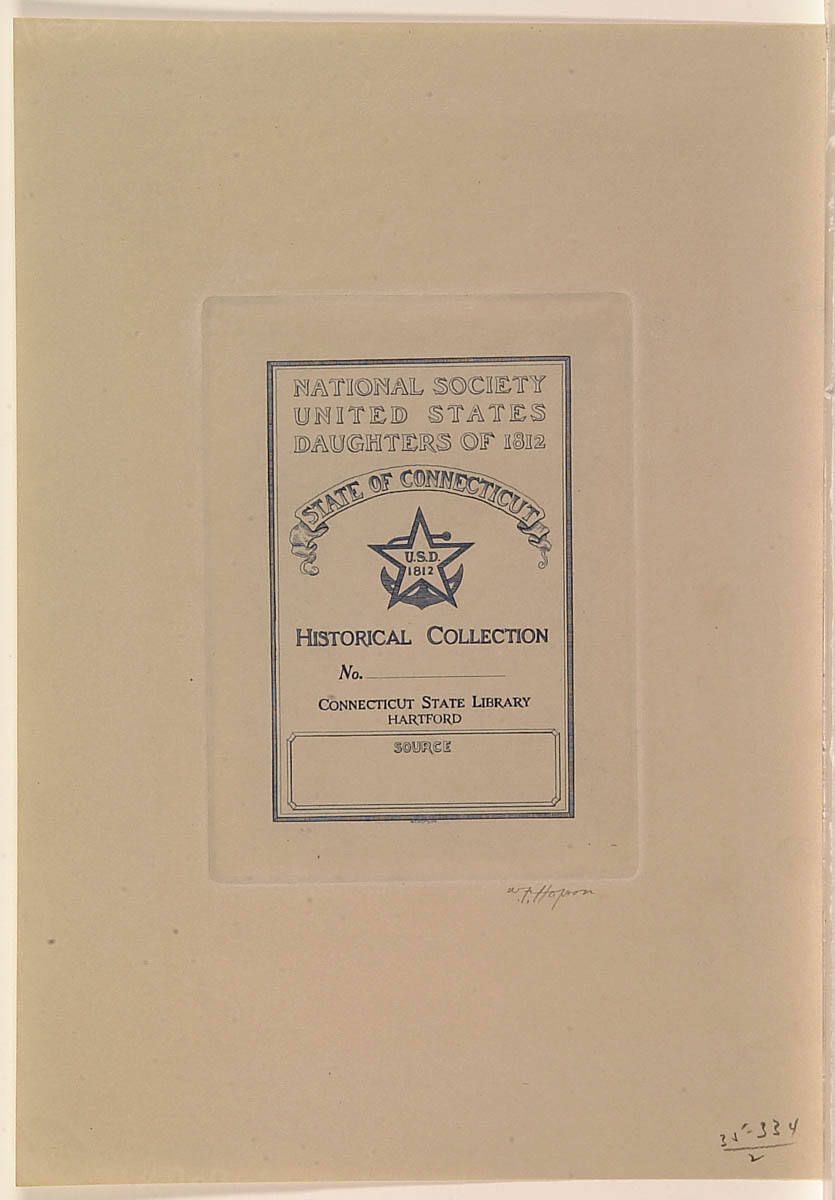 NATIONAL SOCIETY
UNITED STATES
DAUGHTERS OF 1812
STATE OF CONNECTICUT
U.S.D.
1812
HISTORICAL COLLECTION
No.
CONNECTICUT STATE LIBRARY
HARTFORD
SOURCE
W.F. Hopson
35-334
2